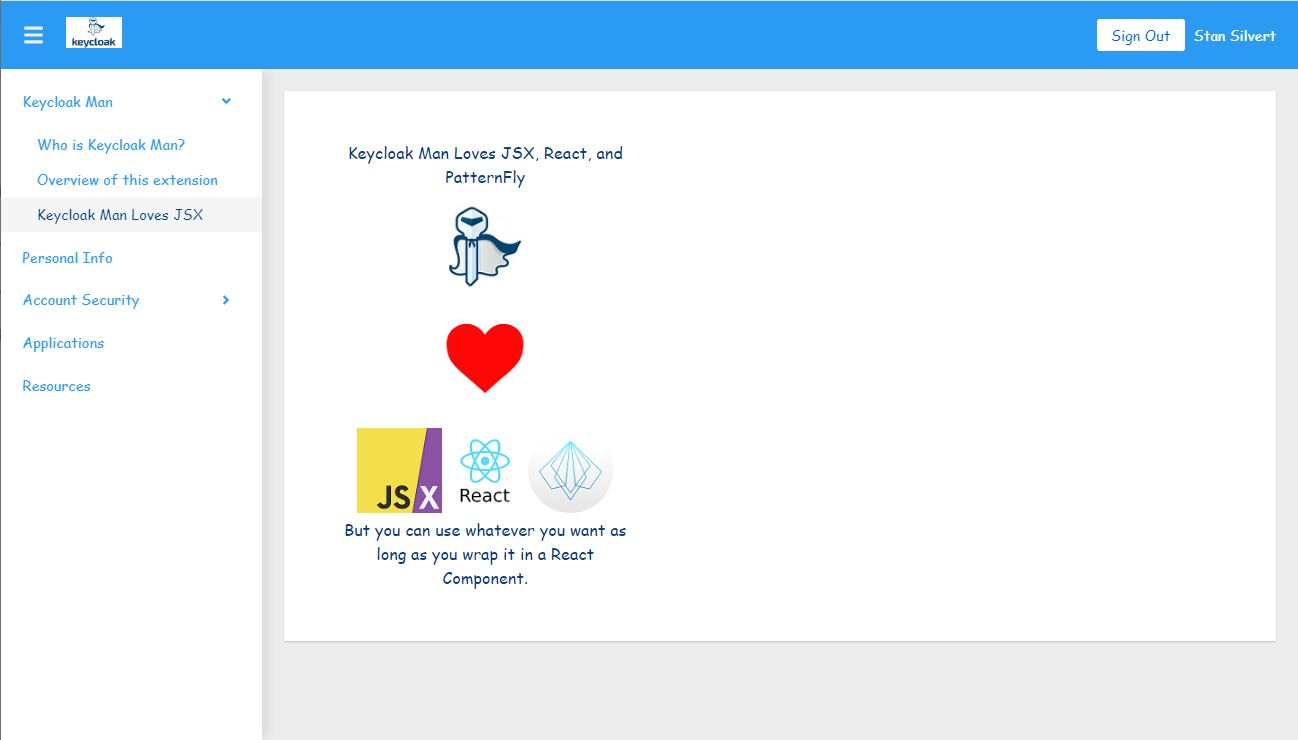 keycloak
Sign Out
Stan Silvert
Keycloak Man
Who is Keycloak Man?
Overview of this extension
Keycloak Man Loves JSX
Personal Info
Account Security
Applications
Resources
Keycloak Man Loves JSX, React, and
PatternFly
JSX
React
But you can use whatever you want as
long as you wrap it in a React
Component.